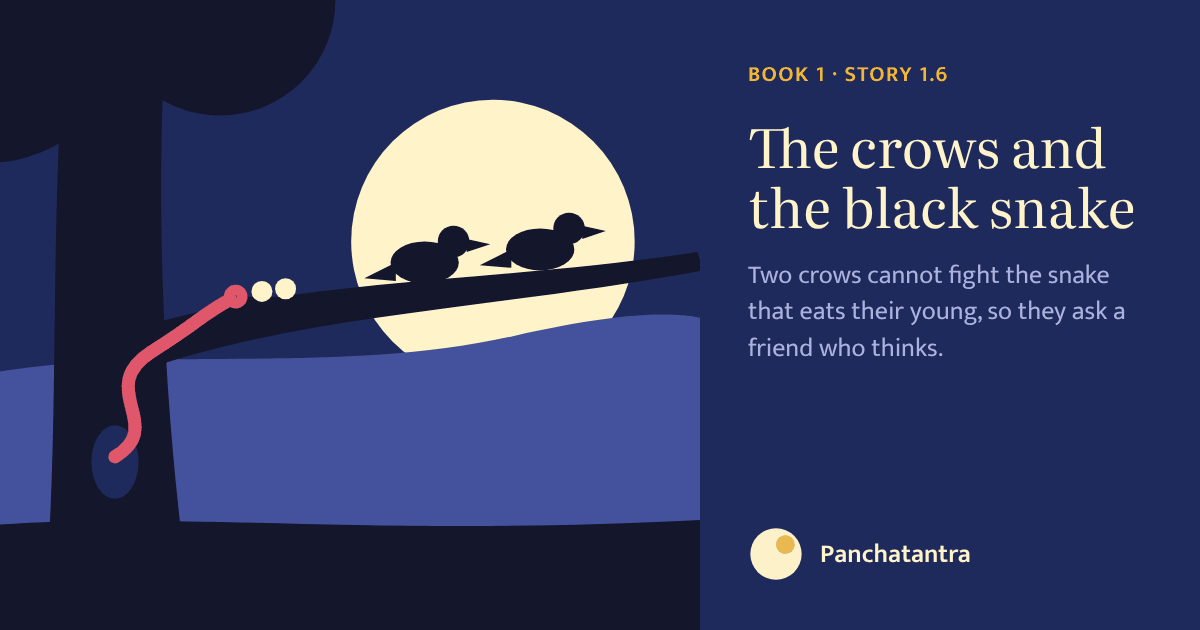 BOOK 1 · STORY 1.6
The crows and
the black snake
Two crows cannot fight the snake
that eats their young, so they ask a
friend who thinks.
Panchatantra